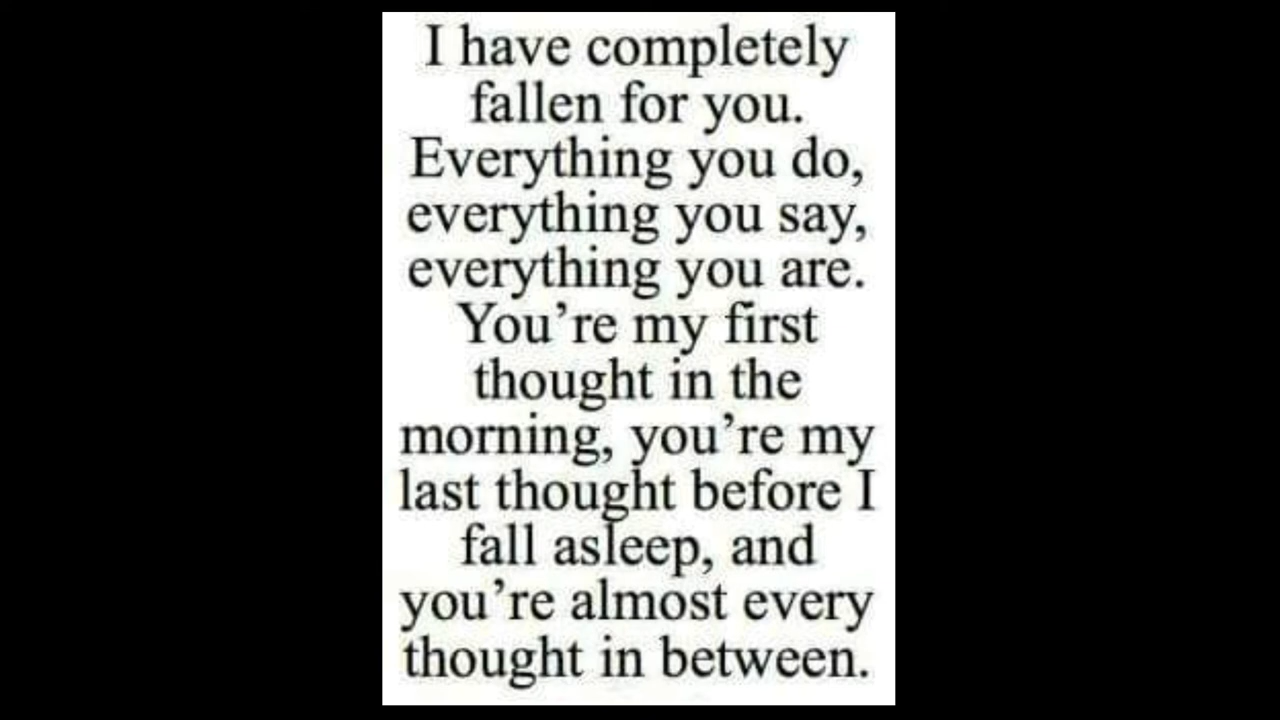 I have completely
fallen for you.
Everything you do,
everything you say,
everything you are.
You’re my first
thought in the
morning, you’re my
last thought before I
fall asleep, and
you’re almost every
thought in between.